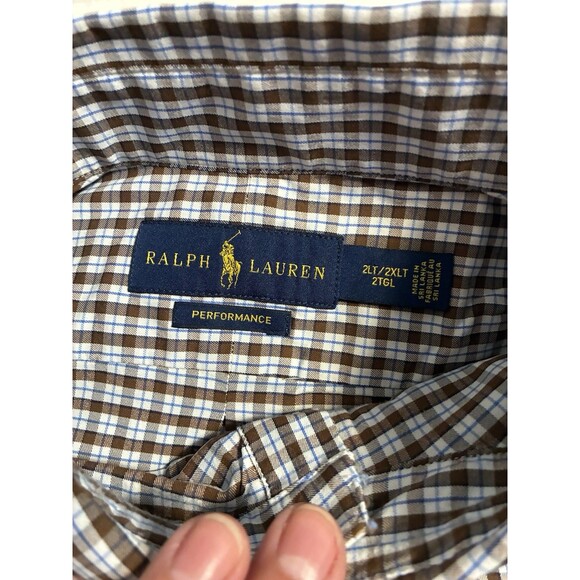 RALPH LAUREN
PERFORMANCE
2LT/2XLT
2TGL
MADE IN
SRI LANKA
FABRIQUÉ AU
SRI LANKA